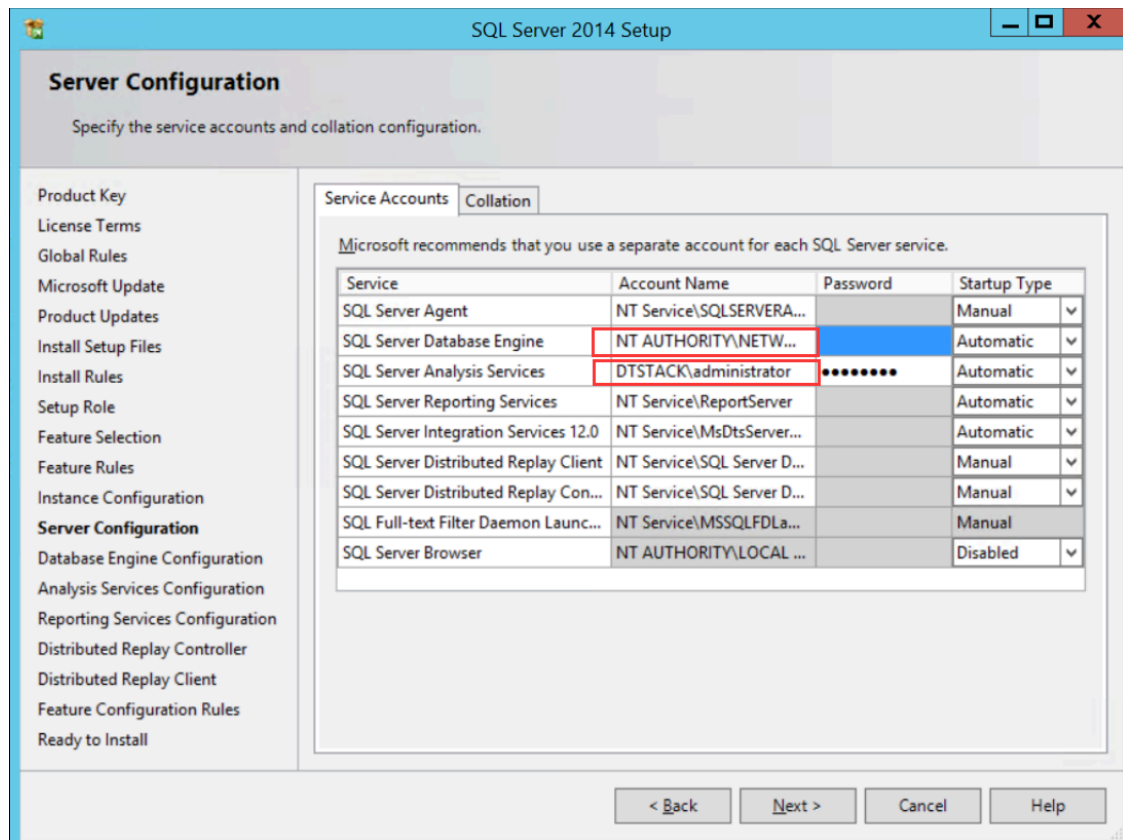 SQL Server 2014 Setup
Server Configuration
Specify the service accounts and collation configuration.
Product Key
License Terms
Global Rules
Microsoft Update
Product Updates
Install Setup Files
Install Rules
Setup Role
Feature Selection
Feature Rules
Instance Configuration
Server Configuration
Database Engine Configuration
Analysis Services Configuration
Reporting Services Configuration
Distributed Replay Controller
Distributed Replay Client
Feature Configuration Rules
Ready to Install
Service Accounts Collation
Microsoft recommends that you use a separate account for each SQL Server service.
Service Account Name Password Startup Type
SQL Server Agent NT Service\SQLSERVERA... Manual
SQL Server Database Engine NT AUTHORITY\NETW... Automatic
SQL Server Analysis Services DTSTACK\administrator ●●●●●●●● Automatic
SQL Server Reporting Services NT Service\ReportServer Automatic
SQL Server Integration Services 12.0 NT Service\MsDtsServer... Automatic
SQL Server Distributed Replay Client NT Service\SQL Server D... Manual
SQL Server Distributed Replay Con... NT Service\SQL Server D... Manual
SQL Full-text Filter Daemon Launc... NT Service\MSSQLFDLa... Manual
SQL Server Browser NT AUTHORITY\LOCAL ... Disabled
< Back Next > Cancel Help